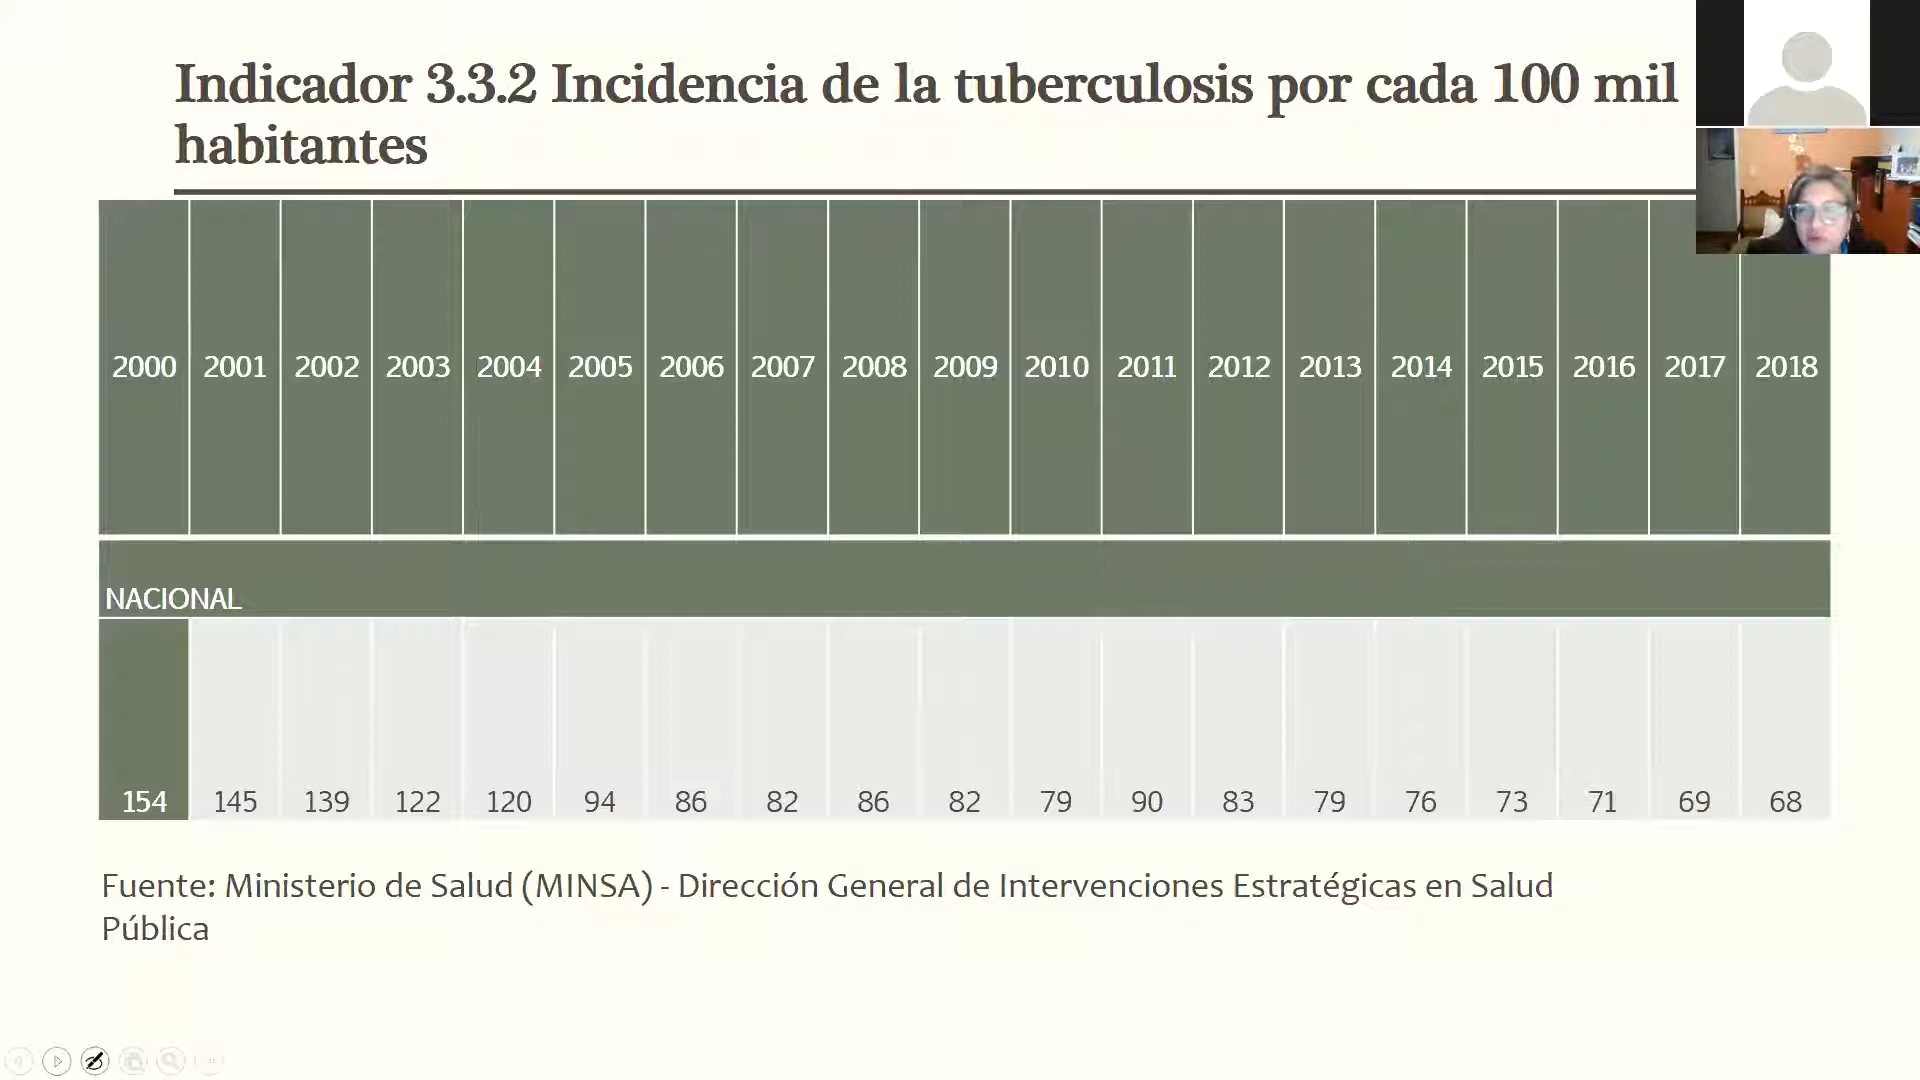 Indicador 3.3.2 Incidencia de la tuberculosis por cada 100 mil
habitantes
2000 2001 2002 2003 2004 2005 2006 2007 2008 2009 2010 2011 2012 2013 2014 2015 2016 2017 2018
NACIONAL
154 145 139 122 120 94 86 82 86 82 79 90 83 79 76 73 71 69 68
Fuente: Ministerio de Salud (MINSA) - Dirección General de Intervenciones Estratégicas en Salud
Pública